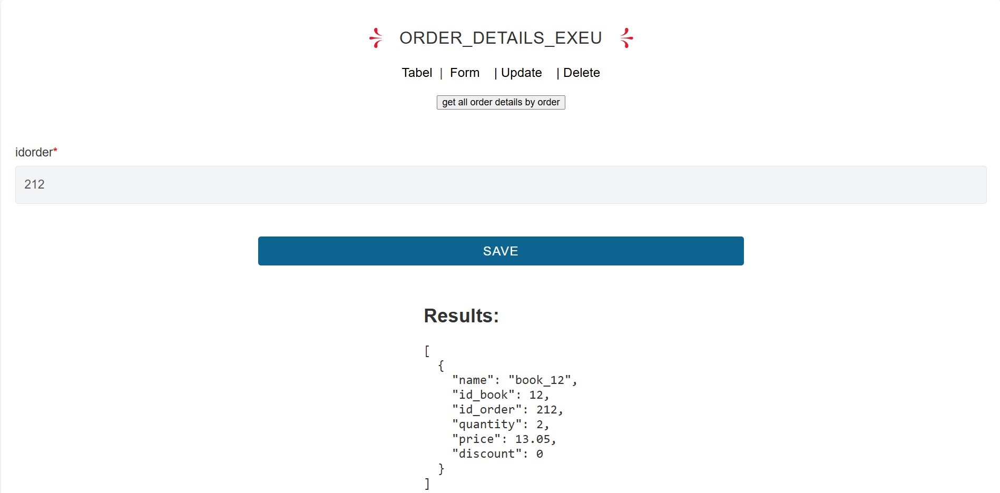 ORDER_DETAILS_EXEU
Tabel | Form | Update | Delete
get all order details by order
idorder*
212
SAVE
Results:
[
  {
    "name": "book_12",
    "id_book": 12,
    "id_order": 212,
    "quantity": 2,
    "price": 13.05,
    "discount": 0
  }
]